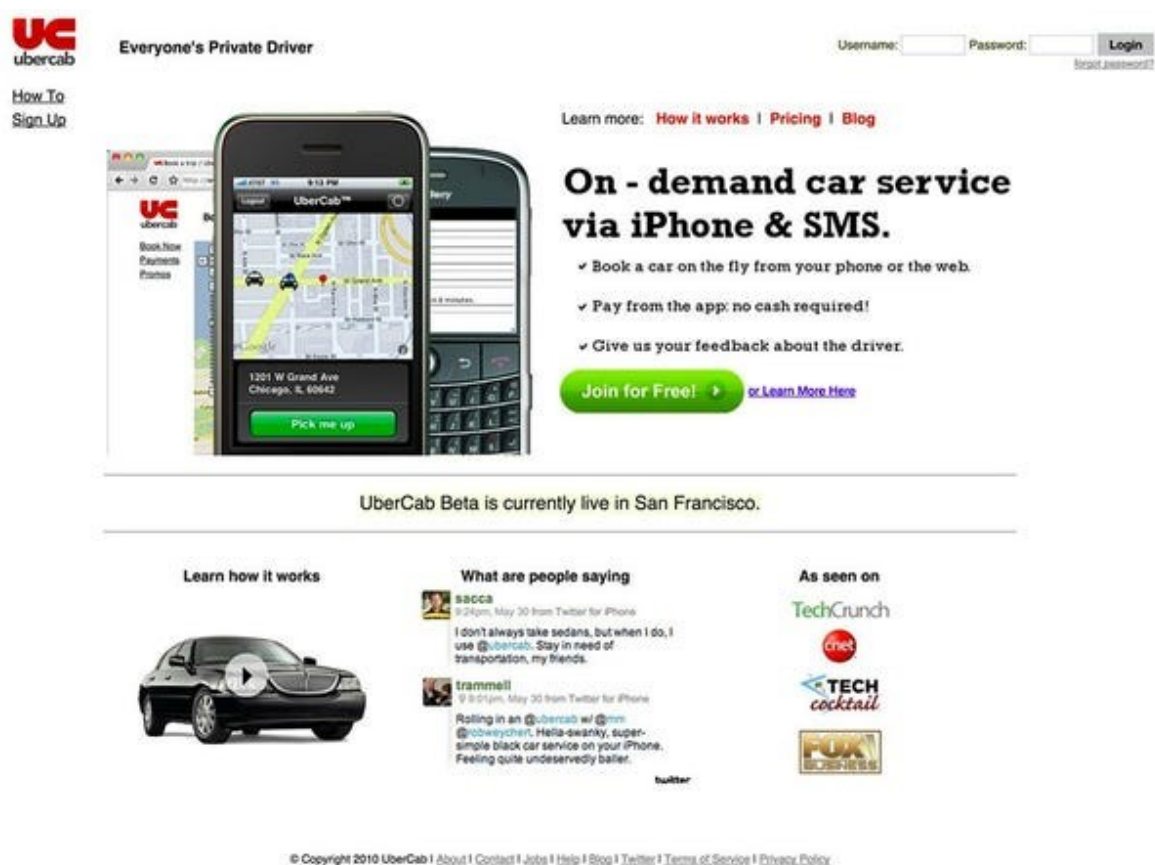 UC
ubercab
Everyone's Private Driver
Username:
Password:
Login
forgot password?
How To
Sign Up
Learn more: How it works | Pricing | Blog
On - demand car service
via iPhone & SMS.
✔ Book a car on the fly from your phone or the web.
✔ Pay from the app: no cash required!
✔ Give us your feedback about the driver.
Join for Free!
or Learn More Here
UC
ubercab
Book Now
Payments
Promos
9:13 PM
Logout
UberCab™
Google
1201 W Grand Ave
Chicago, IL 60642
Pick me up
UberCab Beta is currently live in San Francisco.
Learn how it works
What are people saying
sacca
9:24pm, May 30 from Twitter for iPhone
I don't always take sedans, but when I do, I
use @ubercab. Stay in need of
transportation, my friends.
trammell
9:01pm, May 30 from Twitter for iPhone
Rolling in an @ubercab w/ @mm
@robweychert. Hella-swanky, super-
simple black car service on your iPhone.
Feeling quite undeservedly baller.
twitter
As seen on
TechCrunch
cnet
TECH
cocktail
FOX
BUSINESS
© Copyright 2010 UberCab | About | Contact | Jobs | Help | Blog | Twitter | Terms of Service | Privacy Policy